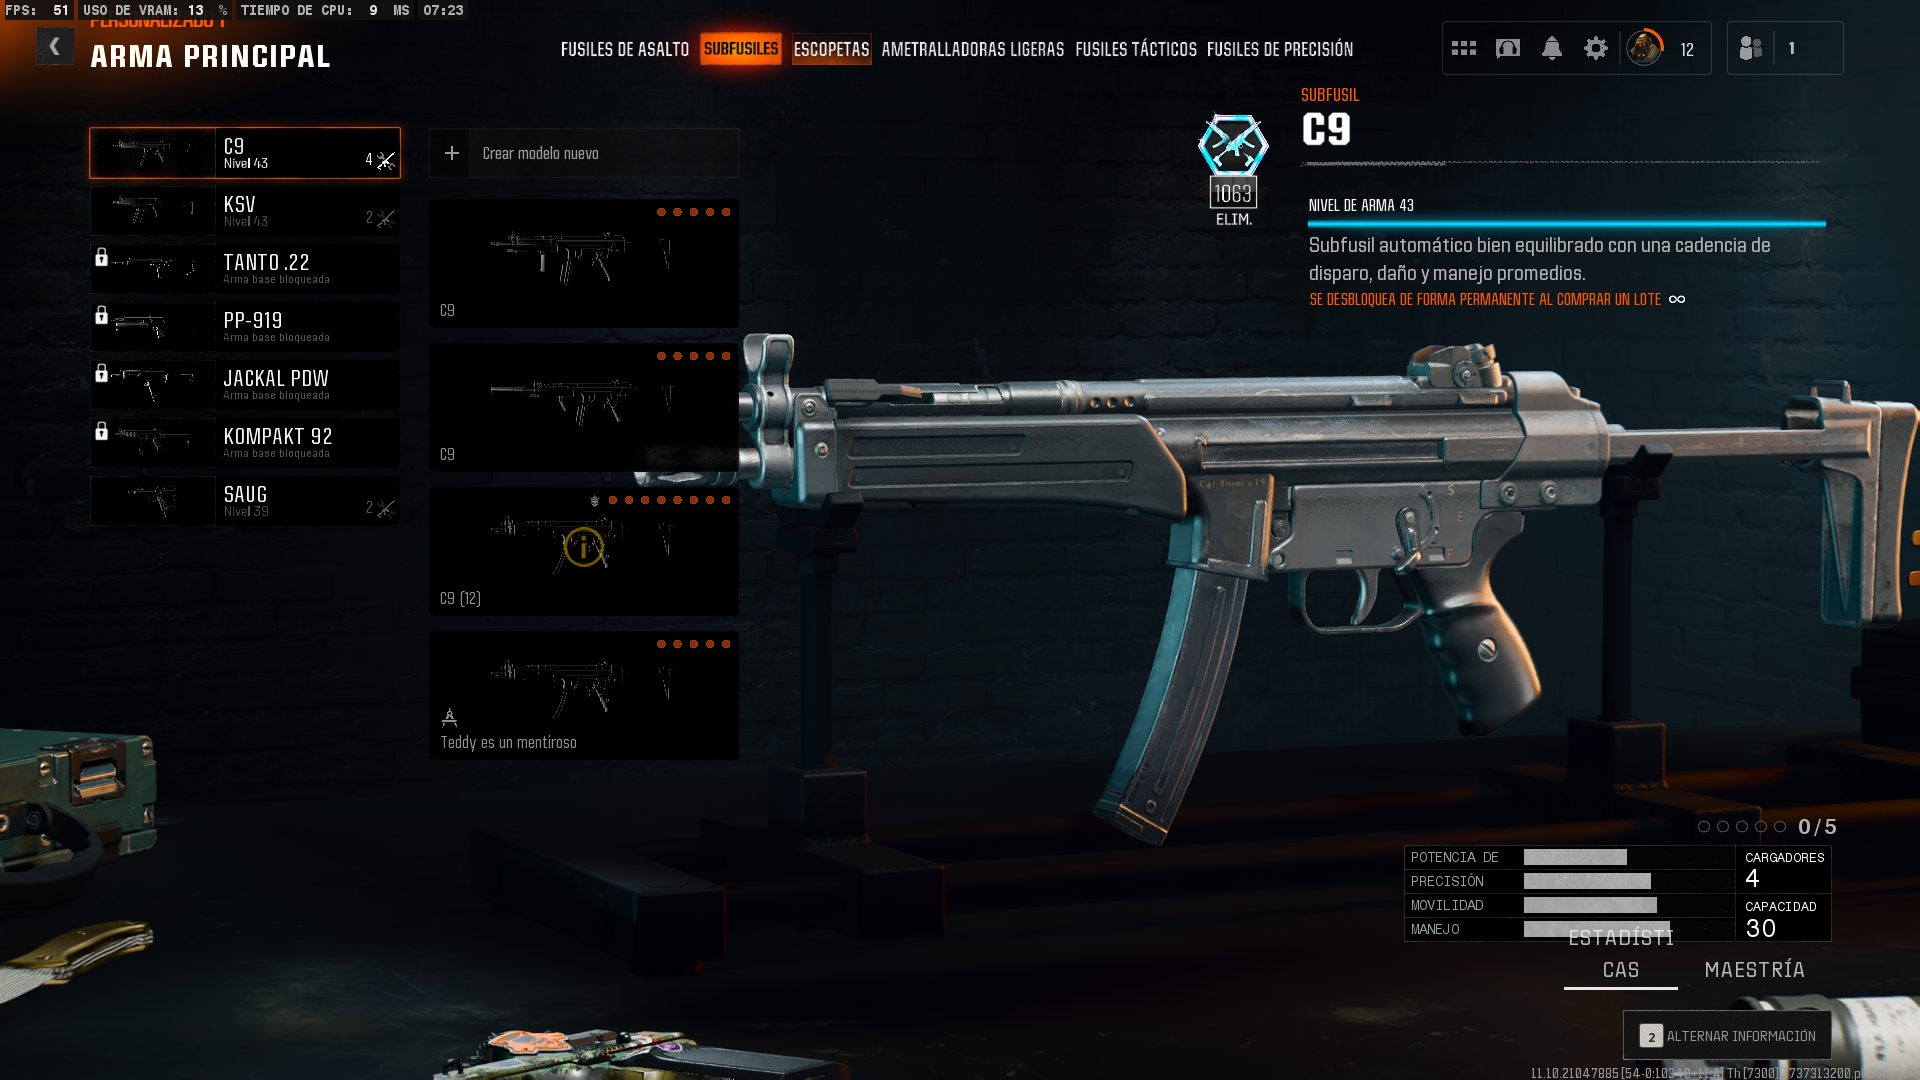 FPS: 51 USO DE VRAM: 13 % TIEMPO DE CPU: 9 MS 07:23
PERSONALIZADO 1
ARMA PRINCIPAL
FUSILES DE ASALTO SUBFUSILES ESCOPETAS AMETRALLADORAS LIGERAS FUSILES TÁCTICOS FUSILES DE PRECISIÓN
12
1
C9
Nivel 43
4
KSV
Nivel 43
2
TANTO .22
Arma base bloqueada
PP-919
Arma base bloqueada
JACKAL PDW
Arma base bloqueada
KOMPAKT 92
Arma base bloqueada
SAUG
Nivel 39
2
Crear modelo nuevo
C9
C9
C9 (12)
Teddy es un mentiroso
1063
ELIM.
SUBFUSIL
C9
NIVEL DE ARMA 43
Subfusil automático bien equilibrado con una cadencia de
disparo, daño y manejo promedios.
SE DESBLOQUEA DE FORMA PERMANENTE AL COMPRAR UN LOTE
Cal 9mm x19
S
E
F
0/5
POTENCIA DE
PRECISIÓN
MOVILIDAD
MANEJO
CARGADORES
4
CAPACIDAD
30
ESTADÍSTI
CAS
MAESTRÍA
2 ALTERNAR INFORMACIÓN